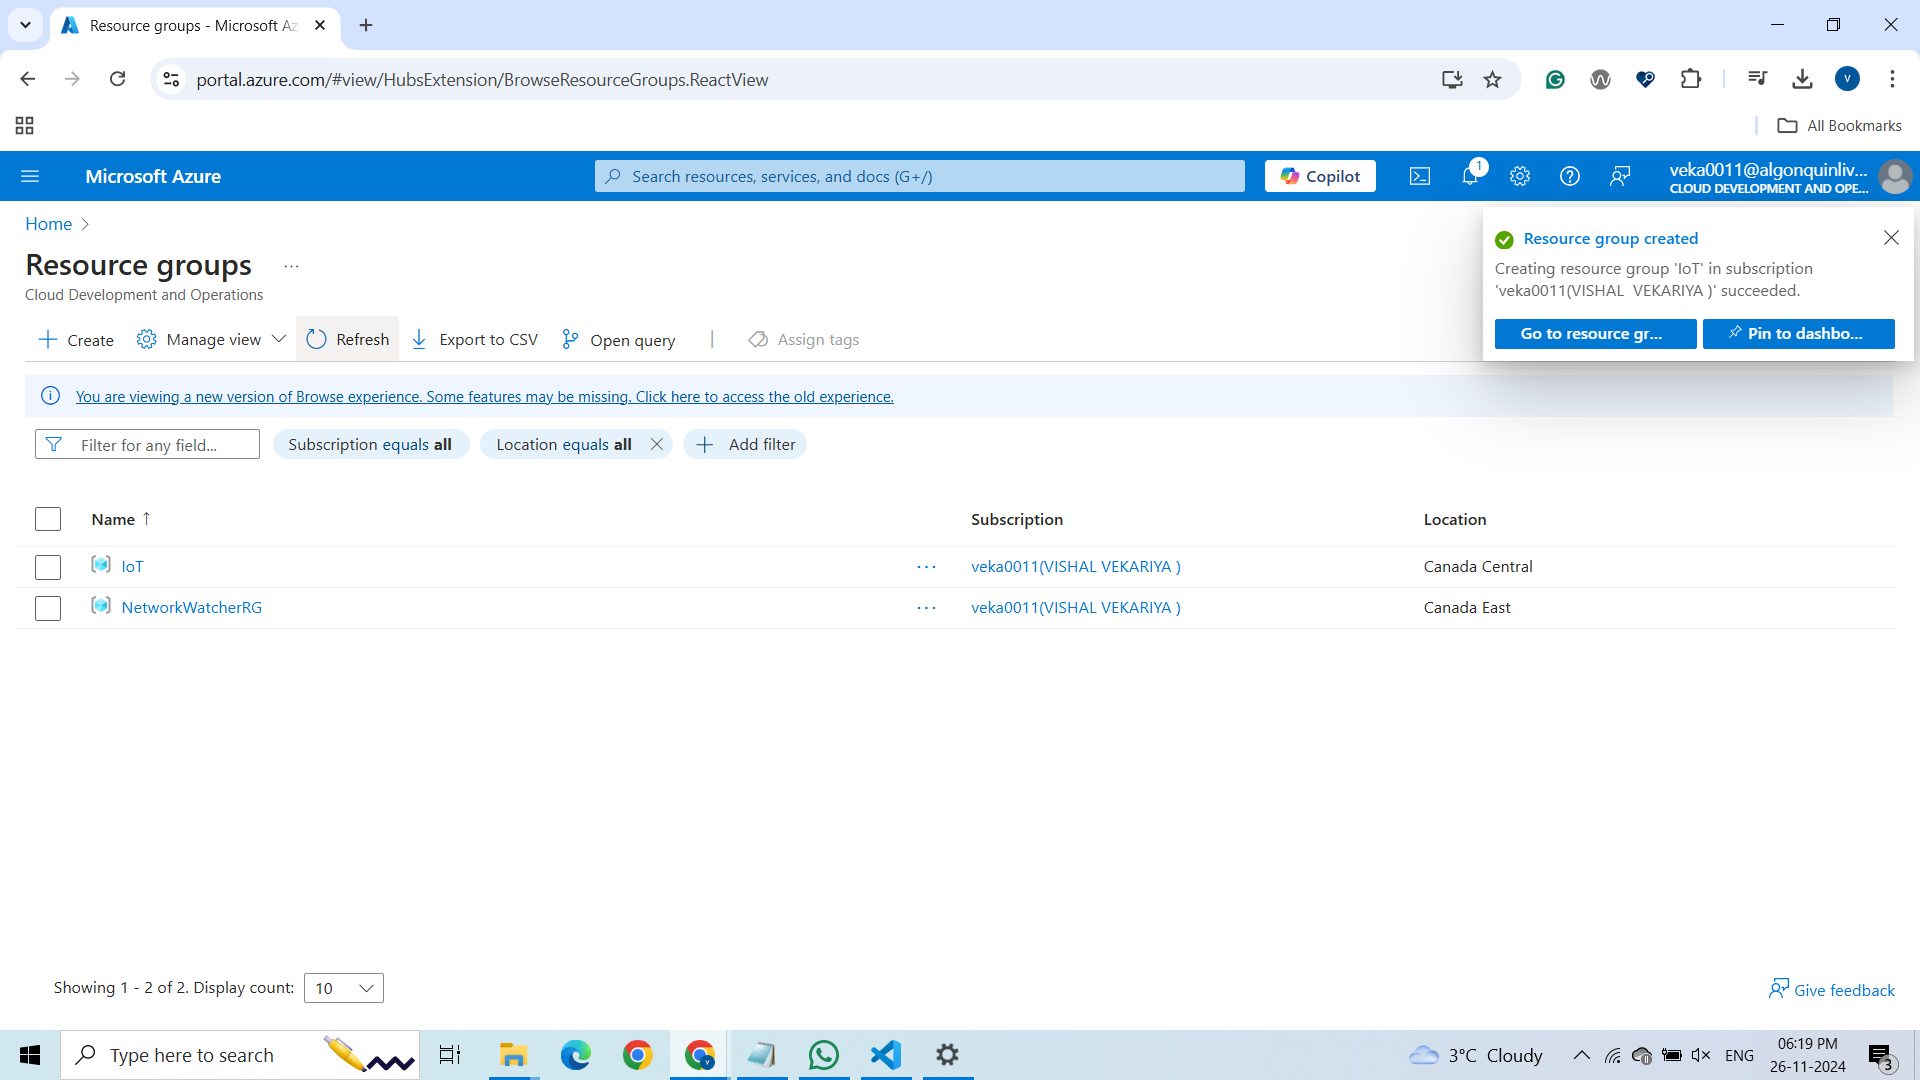 Resource groups - Microsoft Az
portal.azure.com/#view/HubsExtension/BrowseResourceGroups.ReactView
V
All Bookmarks
Microsoft Azure
Search resources, services, and docs (G+/)
Copilot
1
veka0011@algonquinliv...
CLOUD DEVELOPMENT AND OPE...
Home
Resource groups
...
Cloud Development and Operations
Resource group created
Creating resource group 'IoT' in subscription
'veka0011(VISHAL VEKARIYA )' succeeded.
Go to resource gr...
Pin to dashbo...
Create
Manage view
Refresh
Export to CSV
Open query
Assign tags
You are viewing a new version of Browse experience. Some features may be missing. Click here to access the old experience.
Filter for any field...
Subscription equals all
Location equals all
Add filter
Name ↑
Subscription
Location
IoT
...
veka0011(VISHAL VEKARIYA )
Canada Central
NetworkWatcherRG
...
veka0011(VISHAL VEKARIYA )
Canada East
Showing 1 - 2 of 2. Display count:
10
Give feedback
Type here to search
3°C Cloudy
ENG
06:19 PM
26-11-2024
3